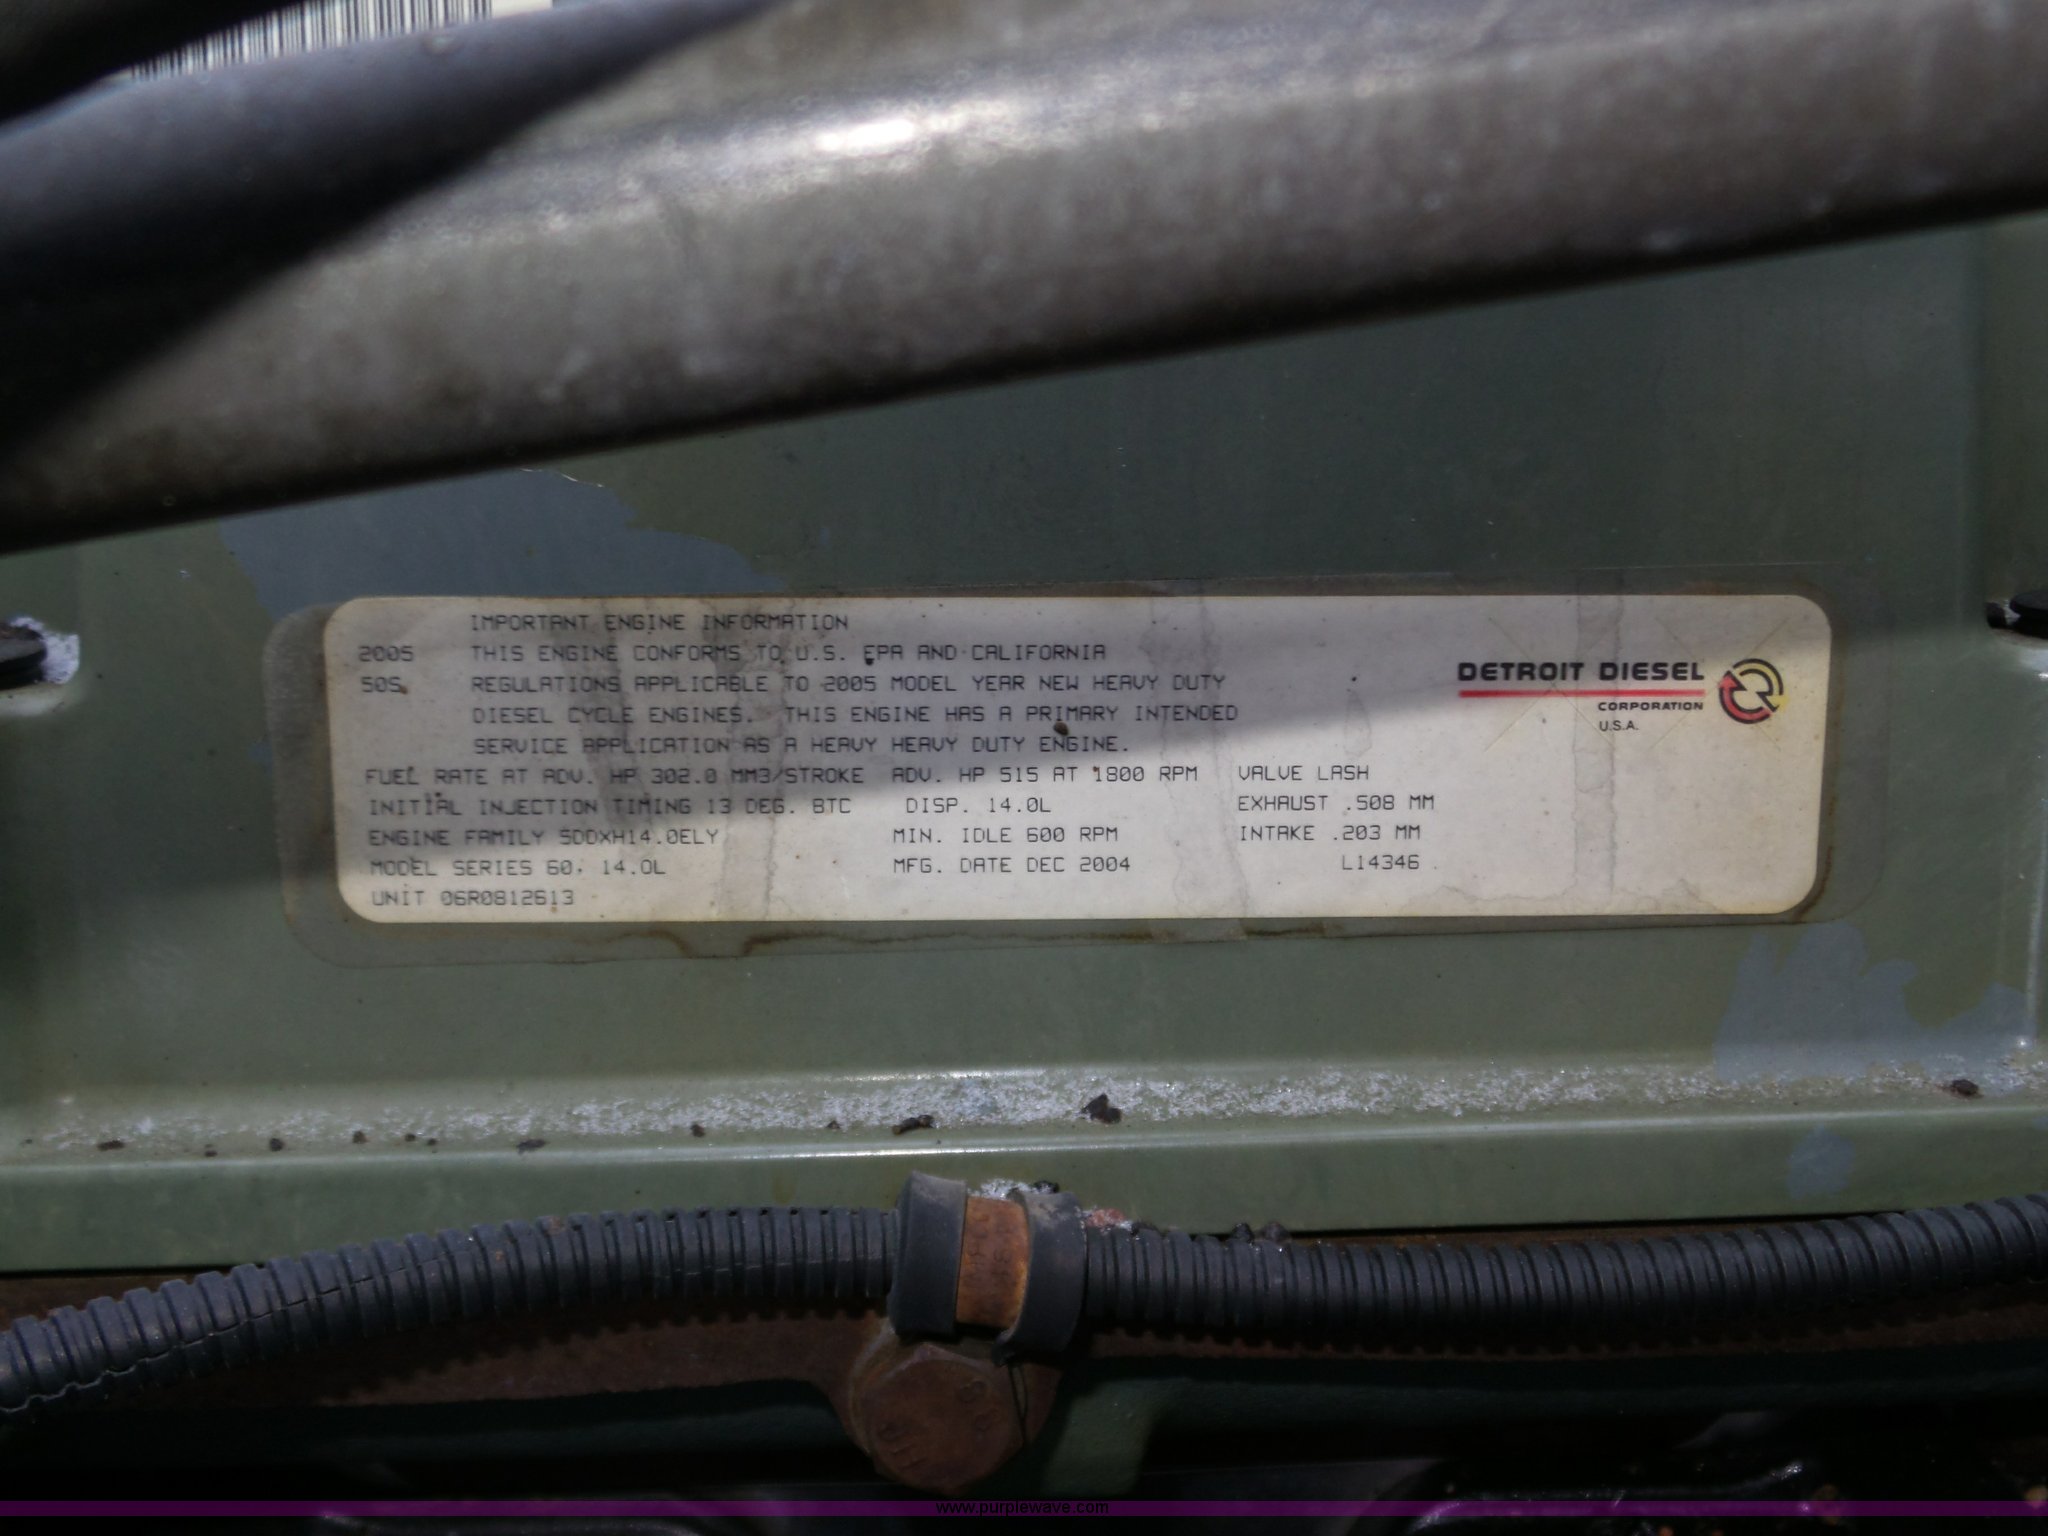 IMPORTANT ENGINE INFORMATION
2005 THIS ENGINE CONFORMS TO U.S. EPA AND CALIFORNIA
50S REGULATIONS APPLICABLE TO 2005 MODEL YEAR NEW HEAVY DUTY
DIESEL CYCLE ENGINES. THIS ENGINE HAS A PRIMARY INTENDED
SERVICE APPLICATION AS A HEAVY HEAVY DUTY ENGINE.
FUEL RATE AT ADV. HP 302.0 MM3/STROKE ADV. HP 515 AT 1800 RPM VALVE LASH
INITIAL INJECTION TIMING 13 DEG. BTC DISP. 14.0L EXHAUST .508 MM
ENGINE FAMILY 5DDXH14.0ELY MIN. IDLE 600 RPM INTAKE .203 MM
MODEL SERIES 60, 14.0L MFG. DATE DEC 2004 L14346
UNIT 06R0812613
DETROIT DIESEL
CORPORATION
U.S.A.
www.purplewave.com